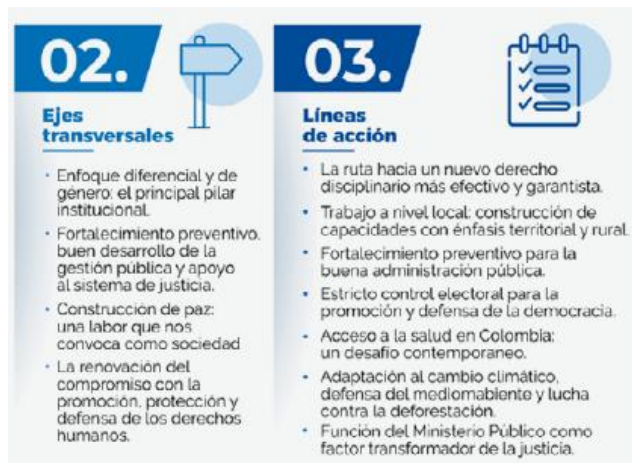 02.
Ejes
transversales
• Enfoque diferencial y de
género: el principal pilar
institucional.
• Fortalecimiento preventivo,
buen desarrollo de la
gestión pública y apoyo
al sistema de justicia.
• Construcción de paz:
una labor que nos
convoca como sociedad
• La renovación del
compromiso con la
promoción, protección y
defensa de los derechos
humanos.
03.
Líneas
de acción
• La ruta hacia un nuevo derecho
disciplinario más efectivo y garantista.
• Trabajo a nivel local: construcción de
capacidades con énfasis territorial y rural.
• Fortalecimiento preventivo para la
buena administración pública.
• Estricto control electoral para la
promoción y defensa de la democracia.
• Acceso a la salud en Colombia:
un desafío contemporaneo.
• Adaptación al cambio climático,
defensa del mediomabiente y lucha
contra la deforestación.
• Función del Ministerio Público como
factor transformador de la justicia.